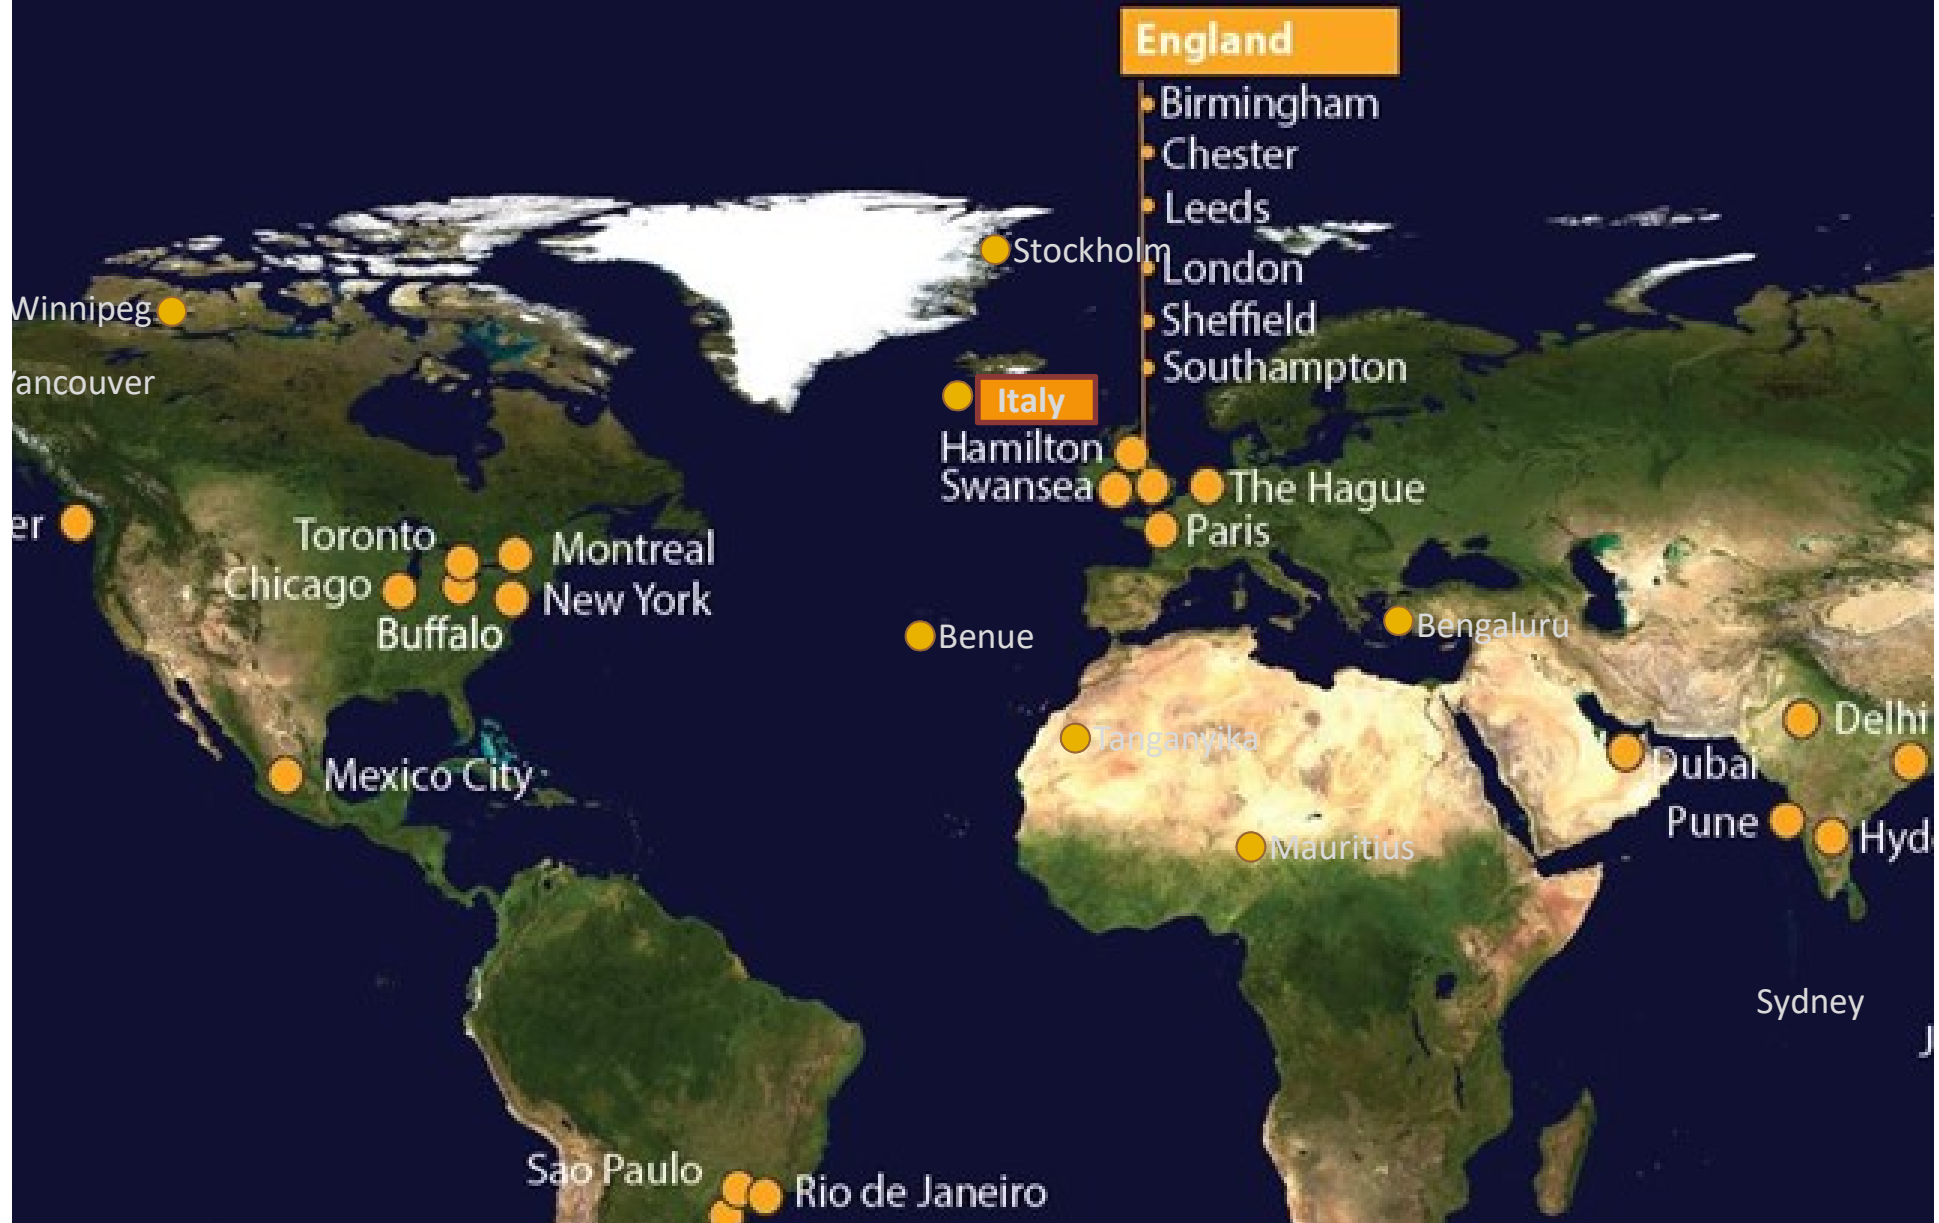 England
Birmingham
Chester
Leeds
Stockholm
London
Winnipeg
Sheffield
Southampton
ancouver
Italy
Hamilton
Swansea
The Hague
er
Paris
Toronto
Montreal
Chicago
New York
Buffalo
Benue
Bengaluru
Delhi
Tanganyika
Dubai
Mexico City
Pune
Hyd
Mauritius
Sydney
J
Sao Paulo
Rio de Janeiro